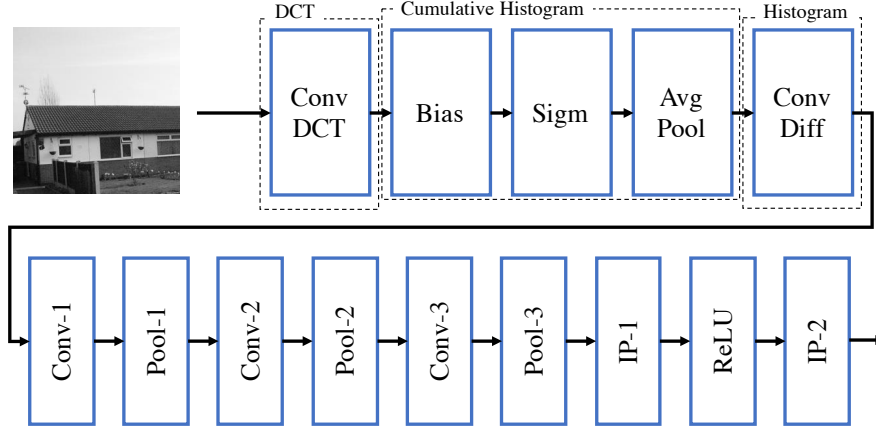 DCT
Cumulative Histogram
Histogram
Conv
DCT
Bias
Sigm
Avg
Pool
Conv
Diff
Conv-1
Pool-1
Conv-2
Pool-2
Conv-3
Pool-3
IP-1
ReLU
IP-2